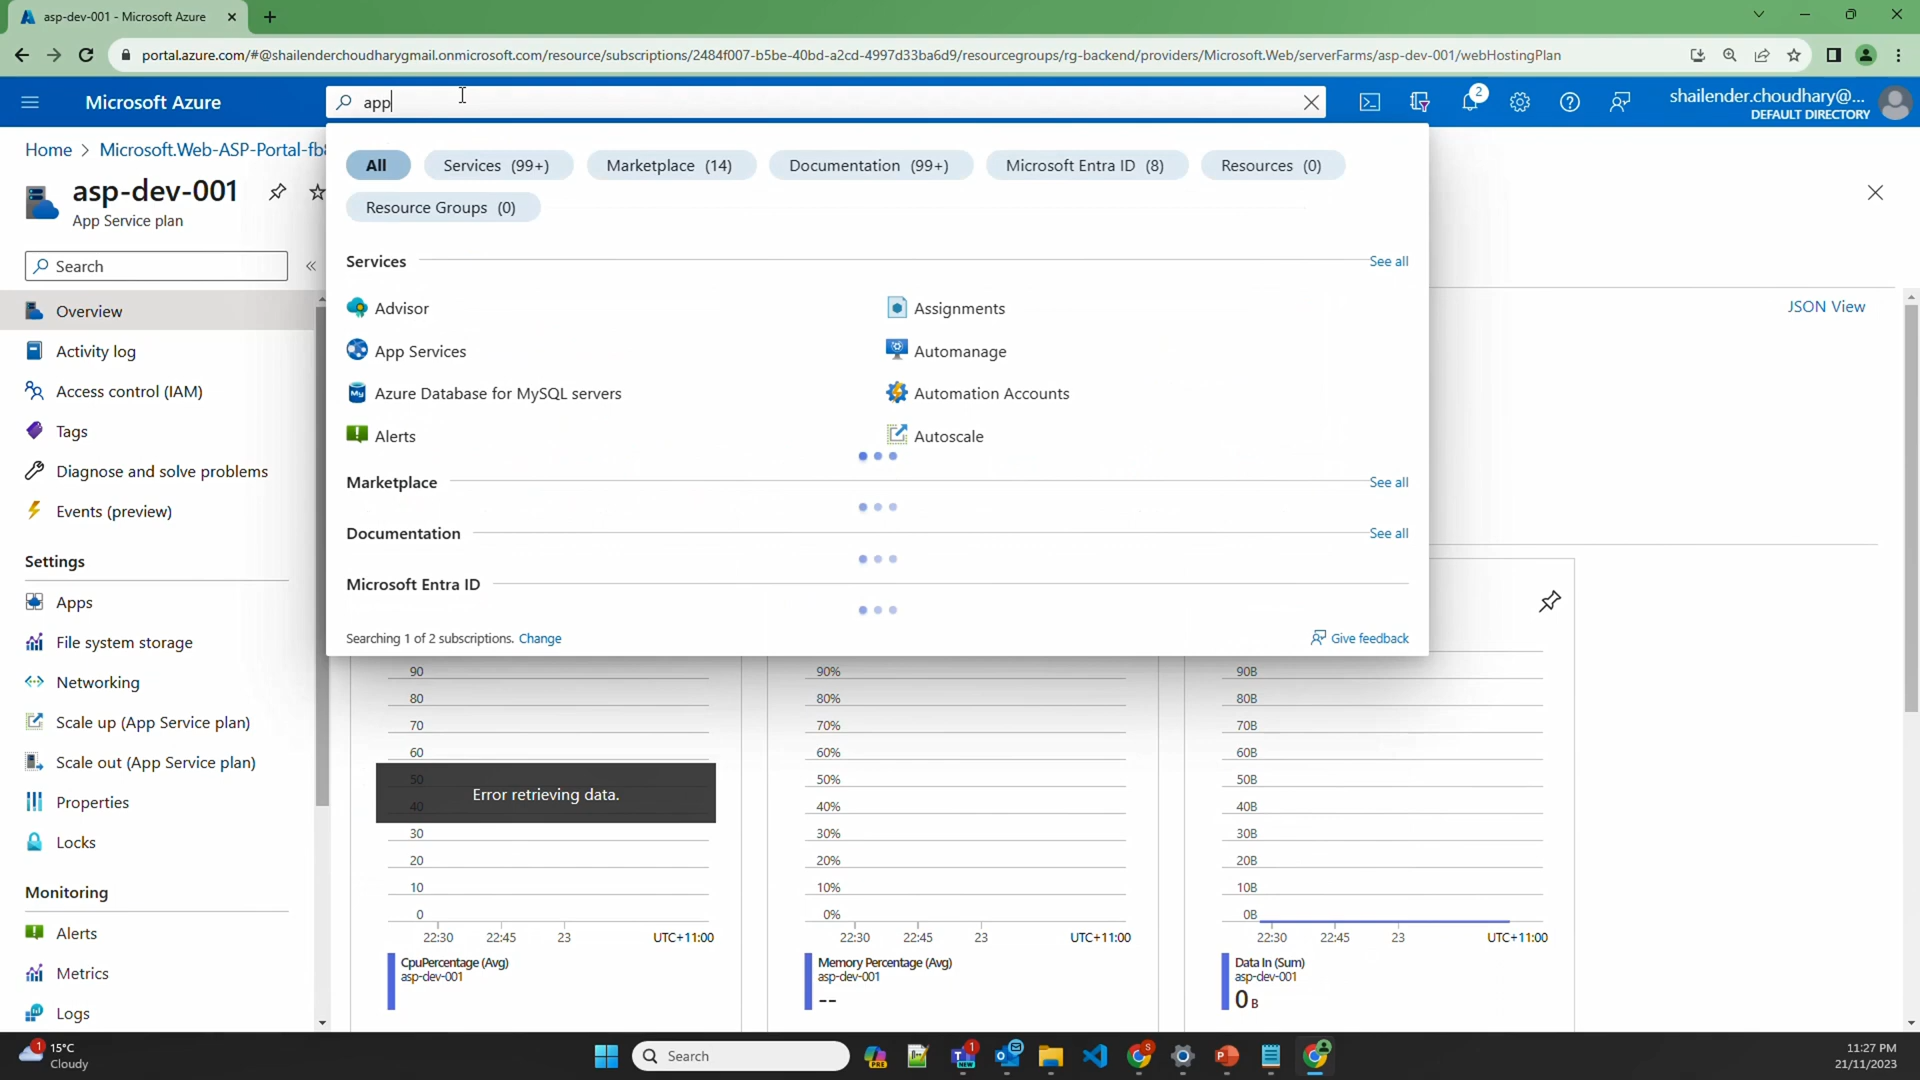 asp-dev-001 - Microsoft Azure
portal.azure.com/#@shailenderchoudharygmail.onmicrosoft.com/resource/subscriptions/2484f007-b5be-40bd-a2cd-4997d33ba6d9/resourcegroups/rg-backend/providers/Microsoft.Web/serverFarms/asp-dev-001/webHostingPlan
Microsoft Azure
app
2
shailender.choudhary@...
DEFAULT DIRECTORY
Home > Microsoft.Web-ASP-Portal-fb8
asp-dev-001
App Service plan
Search
Overview
Activity log
Access control (IAM)
Tags
Diagnose and solve problems
Events (preview)
Settings
Apps
File system storage
Networking
Scale up (App Service plan)
Scale out (App Service plan)
Properties
Locks
Monitoring
Alerts
Metrics
Logs
All
Services (99+)
Marketplace (14)
Documentation (99+)
Microsoft Entra ID (8)
Resources (0)
Resource Groups (0)
Services
See all
Advisor
Assignments
App Services
Automanage
Azure Database for MySQL servers
Automation Accounts
Alerts
Autoscale
Marketplace
See all
Documentation
See all
Microsoft Entra ID
Searching 1 of 2 subscriptions. Change
Give feedback
JSON View
90
80
70
60
50
40
30
20
10
0
Error retrieving data.
22:30 22:45 23 UTC+11:00
CpuPercentage (Avg)
asp-dev-001
90%
80%
70%
60%
50%
40%
30%
20%
10%
0%
22:30 22:45 23 UTC+11:00
Memory Percentage (Avg)
asp-dev-001
--
90B
80B
70B
60B
50B
40B
30B
20B
10B
0B
22:30 22:45 23 UTC+11:00
Data In (Sum)
asp-dev-001
0 B
1
15°C
Cloudy
Search
PRE
1
NEW
S
11:27 PM
21/11/2023